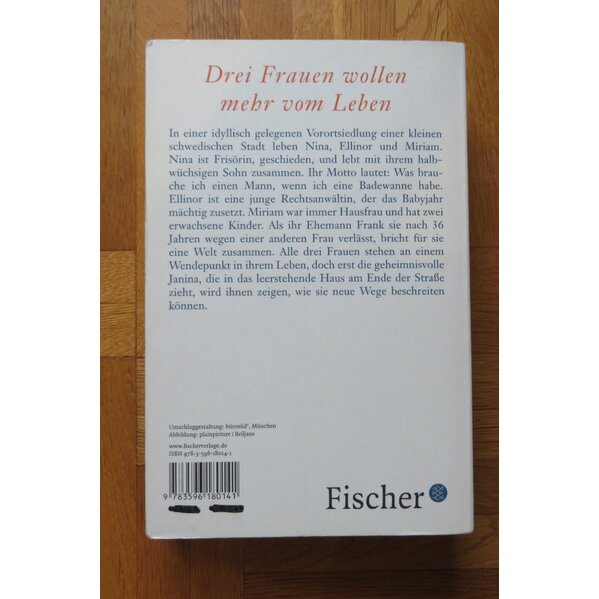 Drei Frauen wollen
mehr vom Leben
In einer idyllisch gelegenen Vorortsiedlung einer kleinen
schwedischen Stadt leben Nina, Ellinor und Miriam.
Nina ist Frisörin, geschieden, und lebt mit ihrem halb-
wüchsigen Sohn zusammen. Ihr Motto lautet: Was brau-
che ich einen Mann, wenn ich eine Badewanne habe.
Ellinor ist eine junge Rechtsanwältin, der das Babyjahr
mächtig zusetzt. Miriam war immer Hausfrau und hat zwei
erwachsene Kinder. Als ihr Ehemann Frank sie nach 36
Jahren wegen einer anderen Frau verlässt, bricht für sie
eine Welt zusammen. Alle drei Frauen stehen an einem
Wendepunkt in ihrem Leben, doch erst die geheimnisvolle
Janina, die in das leerstehende Haus am Ende der Straße
zieht, wird ihnen zeigen, wie sie neue Wege beschreiten
können.
Umschlaggestaltung: bürosüd°, München
Abbildung: plainpicture / Briljans
www.fischerverlage.de
ISBN 978-3-596-18014-1
9 783596 180141
Fischer